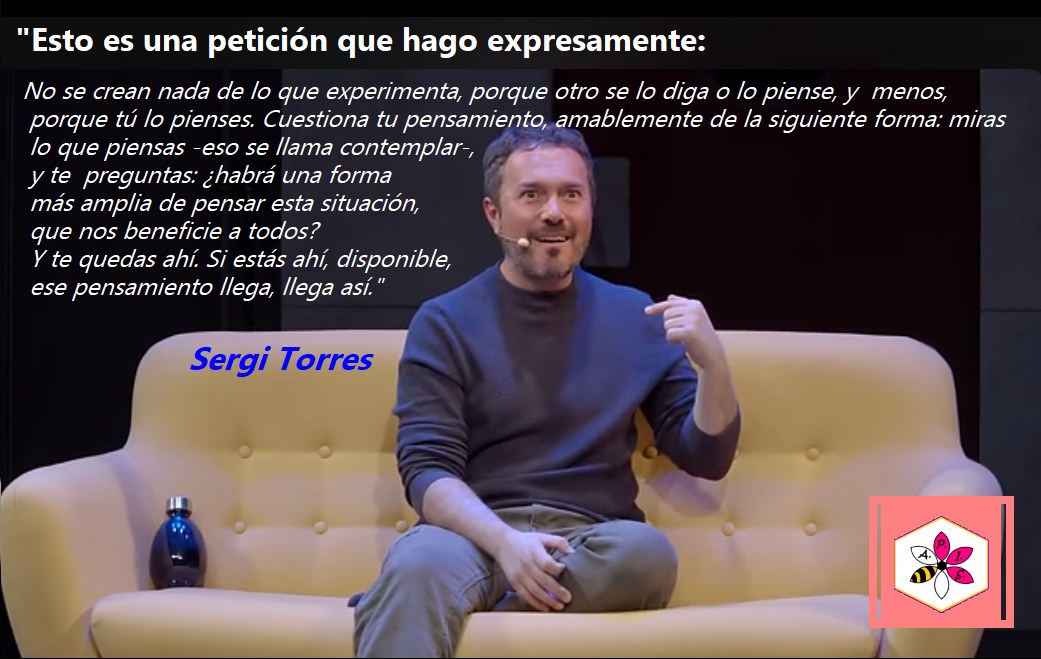 "Esto es una petición que hago expresamente:
No se crean nada de lo que experimenta, porque otro se lo diga o lo piense, y menos,
porque tú lo pienses. Cuestiona tu pensamiento, amablemente de la siguiente forma: miras
lo que piensas -eso se llama contemplar-,
y te preguntas: ¿habrá una forma
más amplia de pensar esta situación,
que nos beneficie a todos?
Y te quedas ahí. Si estás ahí, disponible,
ese pensamiento llega, llega así."
Sergi Torres
A. P. I. S.